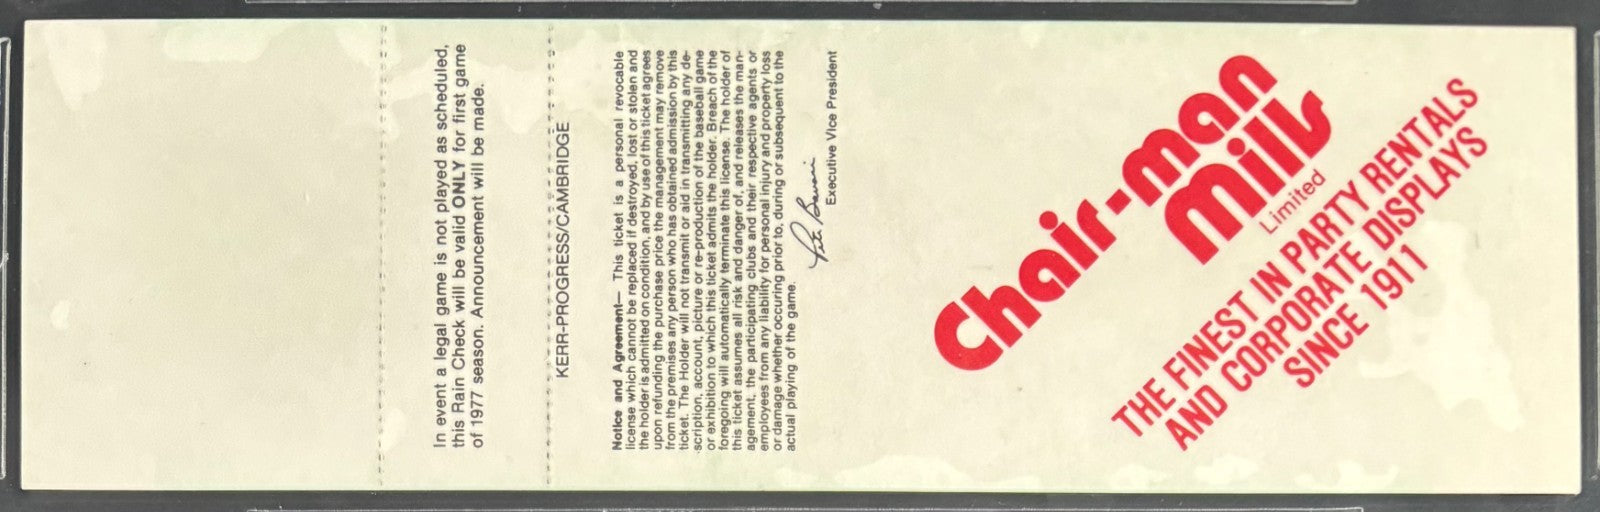 In event a legal game is not played as scheduled,
this Rain Check will be valid ONLY for first game
of 1977 season. Announcement will be made.
KERR-PROGRESS/CAMBRIDGE
Notice and Agreement— This ticket is a personal revocable
license which cannot be replaced if destroyed, lost or stolen and
the holder is admitted on condition, and by use of this ticket agrees
upon refunding the purchase price the management may remove
from the premises any person who has obtained admission by this
ticket. The Holder will not transmit or aid in transmitting any de-
scription, account, picture or re-production of the baseball game
or exhibition to which this ticket admits the holder. Breach of the
foregoing will automatically terminate this license. The holder of
this ticket assumes all risk and danger of, and releases the man-
agement, the participating clubs and their respective agents or
employees from any liability for personal injury and property loss
or damage whether occuring prior to, during or subsequent to the
actual playing of the game.
Executive Vice President
Chair-man
Mills
Limited
THE FINEST IN PARTY RENTALS
AND CORPORATE DISPLAYS
SINCE 1911